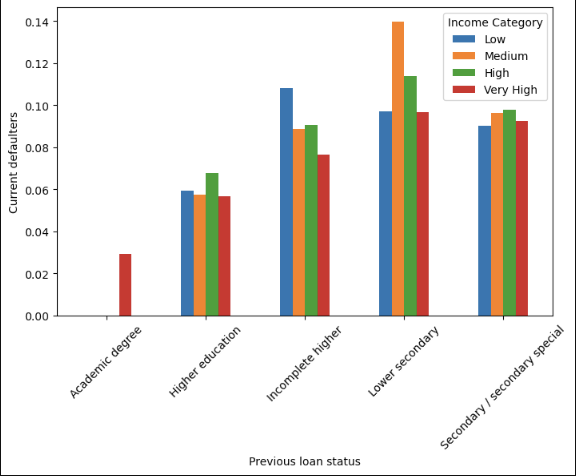 0.14
0.12
0.10
0.08
0.06
0.04
0.02
0.00
Current defaulters
Income Category
Low
Medium
High
Very High
Academic degree
Higher education
Incomplete higher
Lower secondary
Secondary / secondary special
Previous loan status